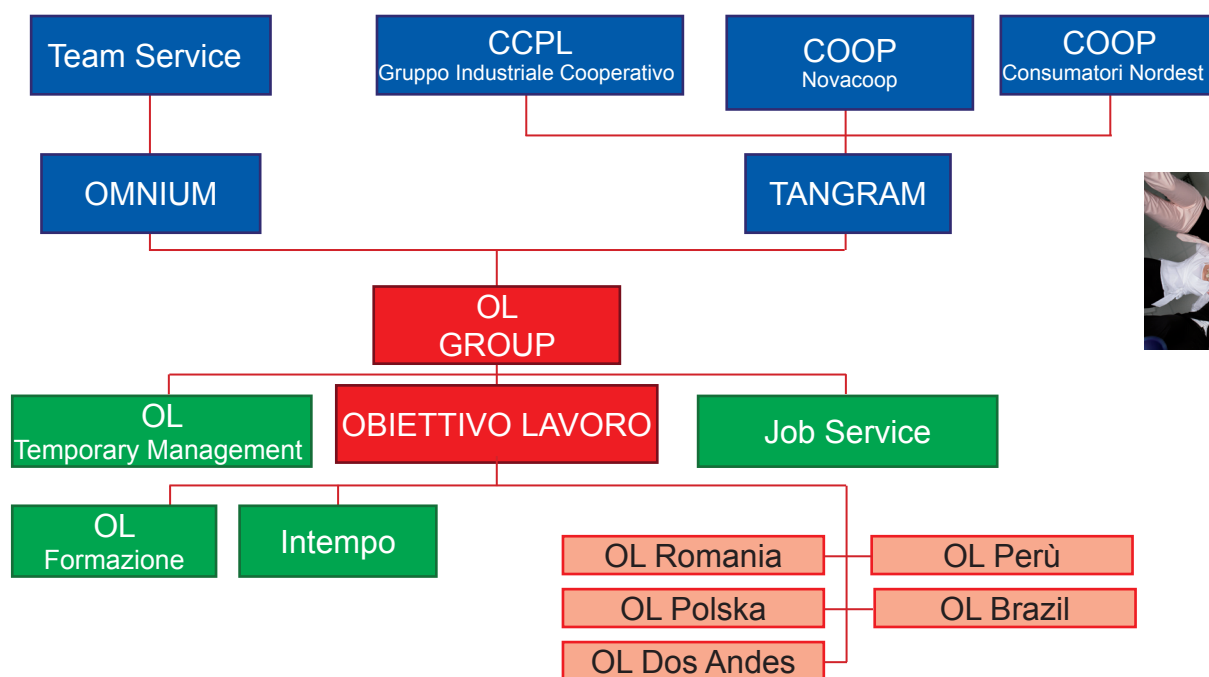 Team Service
CCPL
Gruppo Industriale Cooperativo
COOP
Novacoop
COOP
Consumatori Nordest
OMNIUM
TANGRAM
OL
GROUP
OL
Temporary Management
OBIETTIVO LAVORO
Job Service
OL
Formazione
Intempo
OL Romania
OL Perù
OL Polska
OL Brazil
OL Dos Andes